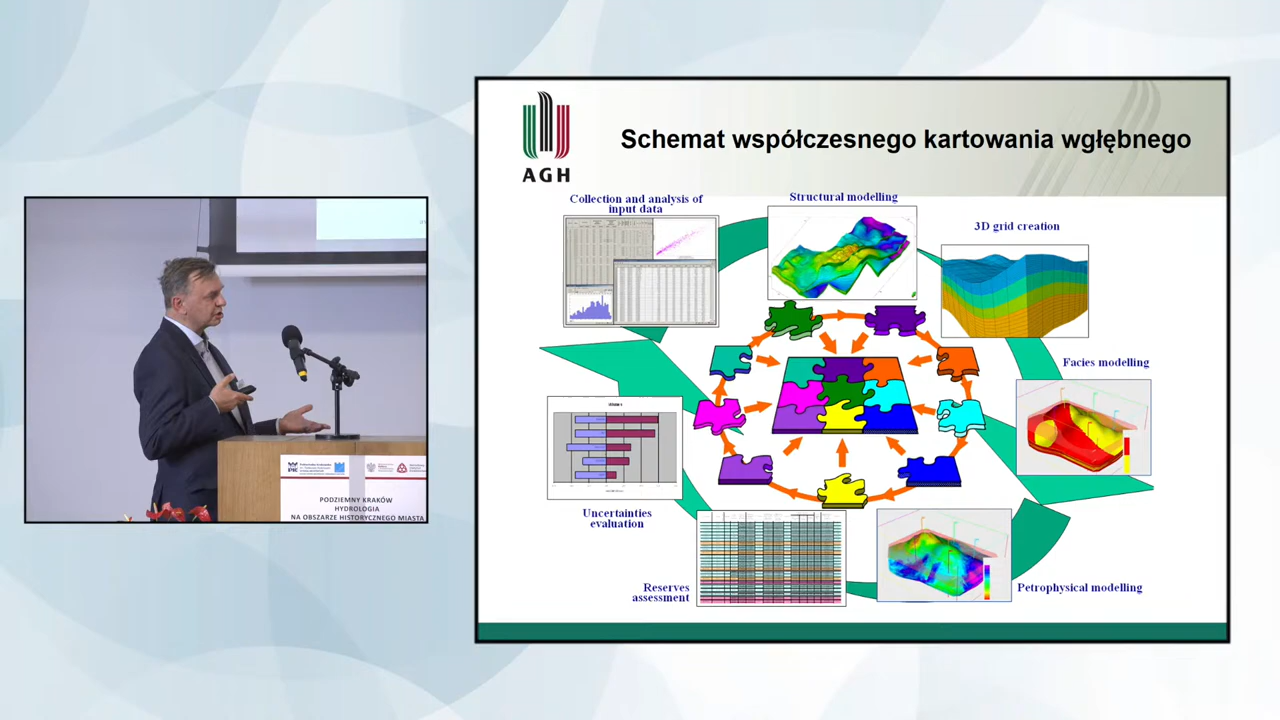 AGH
Schemat współczesnego kartowania wgłębnego
Collection and analysis of
input data
Structural modelling
3D grid creation
Facies modelling
Uncertainties
evaluation
Reserves
assessment
Petrophysical modelling
PODZIEMNY KRAKÓW
HYDROLOGIA
NA OBSZARZE HISTORYCZNEGO MIASTA